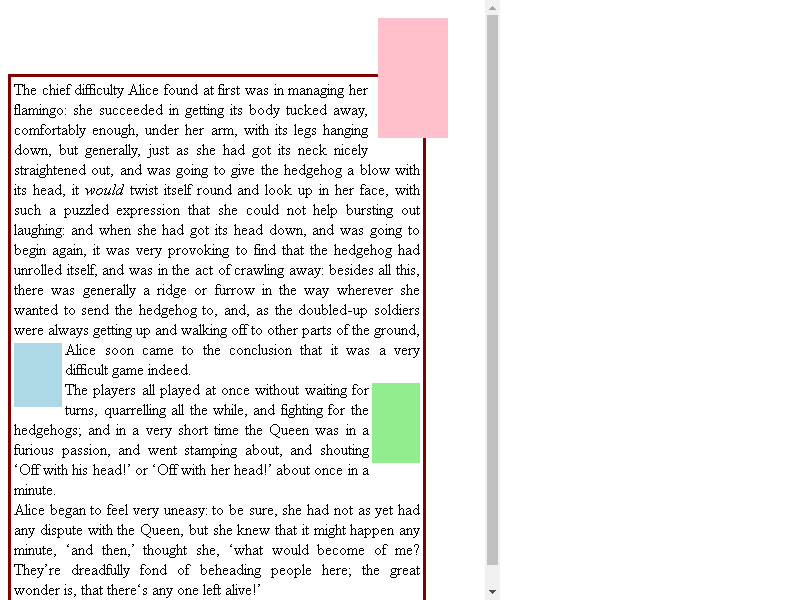 The chief difficulty Alice found at first was in managing her
flamingo: she succeeded in getting its body tucked away,
comfortably enough, under her arm, with its legs hanging
down, but generally, just as she had got its neck nicely
straightened out, and was going to give the hedgehog a blow with
its head, it would twist itself round and look up in her face, with
such a puzzled expression that she could not help bursting out
laughing: and when she had got its head down, and was going to
begin again, it was very provoking to find that the hedgehog had
unrolled itself, and was in the act of crawling away: besides all this,
there was generally a ridge or furrow in the way wherever she
wanted to send the hedgehog to, and, as the doubled-up soldiers
were always getting up and walking off to other parts of the ground,
Alice soon came to the conclusion that it was a very
difficult game indeed.
The players all played at once without waiting for
turns, quarrelling all the while, and fighting for the
hedgehogs; and in a very short time the Queen was in a
furious passion, and went stamping about, and shouting
‘Off with his head!’ or ‘Off with her head!’ about once in a
minute.
Alice began to feel very uneasy: to be sure, she had not as yet had
any dispute with the Queen, but she knew that it might happen any
minute, ‘and then,’ thought she, ‘what would become of me?
They’re dreadfully fond of beheading people here; the great
wonder is, that there‘s any one left alive!’